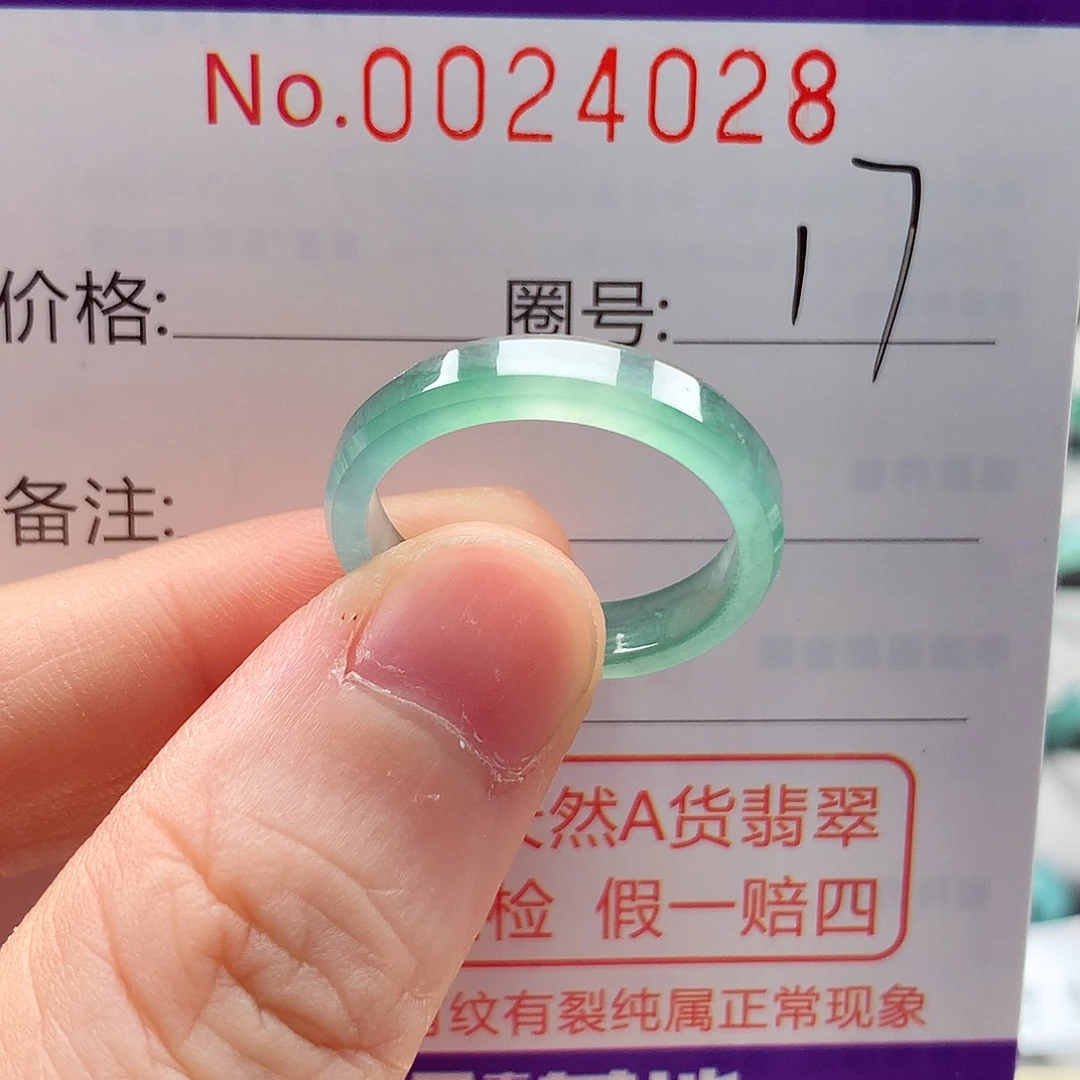 No.0024028
价格: 圈号: 17
备注:
然A货翡翠
检 假一赔四
纹有裂纯属正常现象